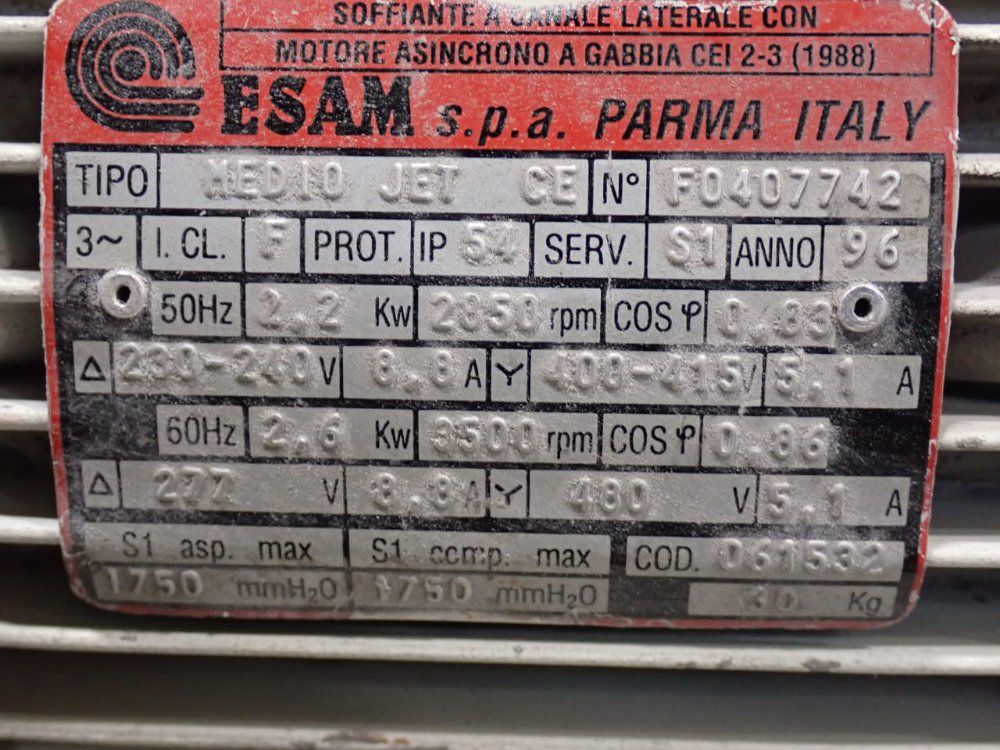 SOFFIANTE A CANALE LATERALE CON
MOTORE ASINCRONO A GABBIA CEI 2-3 (1988)
ESAM s.p.a. PARMA ITALY
TIPO MEDIO JET CE N° F0407742
3~ I.CL. F PROT. IP 54 SERV. S1 ANNO 96
50Hz 2.2 Kw 2850 rpm COS φ 0.83
Δ 230-240 V 8.8 A Y 400-415 V 5.1 A
60Hz 2.6 Kw 3500 rpm COS φ 0.86
Δ 277 V 8.8 A Y 480 V 5.1 A
S1 asp. max S1 comp. max COD. 061532
1750 mmH₂O 1750 mmH₂O 30 Kg